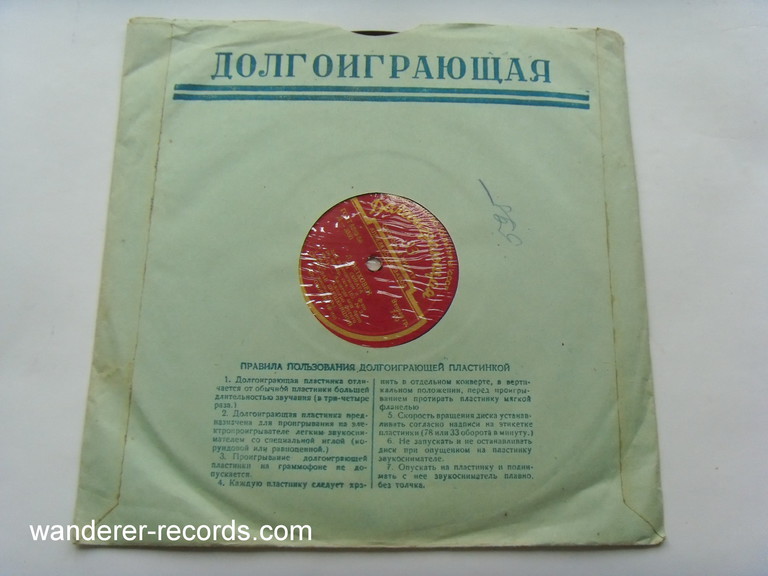 ДОЛГОИГРАЮЩАЯ
595
ПРАВИЛА ПОЛЬЗОВАНИЯ ДОЛГОИГРАЮЩЕЙ ПЛАСТИНКОЙ
1. Долгоиграющая пластинка отли-
чается от обычной пластинки большей
длительностью звучания (в три-четыре
раза.)
2. Долгоиграющая пластинка пред-
назначена для проигрывания на эле-
ктропроигрывателе легким звукосни-
мателем со специальной иглой (ко-
рундовой или равноценной.)
3. Проигрывание долгоиграющей
пластинки на граммофоне не до-
пускается.
4. Каждую пластинку следует хра-
нить в отдельном конверте, в верти-
кальном положении, перед проигры-
ванием протирать пластинку мягкой
фланелью
5. Скорость вращения диска устанав-
ливать согласно надписи на этикетке
пластинки (78 или 33 оборота в минуту.)
6. Не запускать и не останавливать
диск при опущенном на пластинку
звукоснимателе.
7. Опускать на пластинку и подни-
мать с нее звукосниматель плавно,
без толчка.
wanderer-records.com